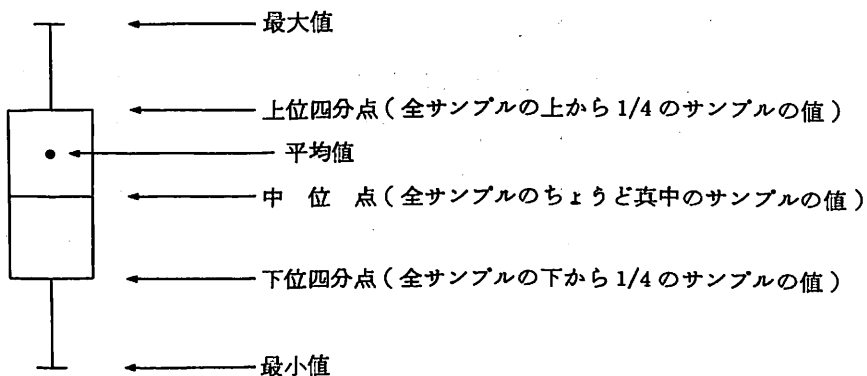 最大値
上位四分点(全サンプルの上から1/4のサンプルの値)
平均値
中 位 点(全サンプルのちょうど真中のサンプルの値)
下位四分点(全サンプルの下から1/4のサンプルの値)
最小値